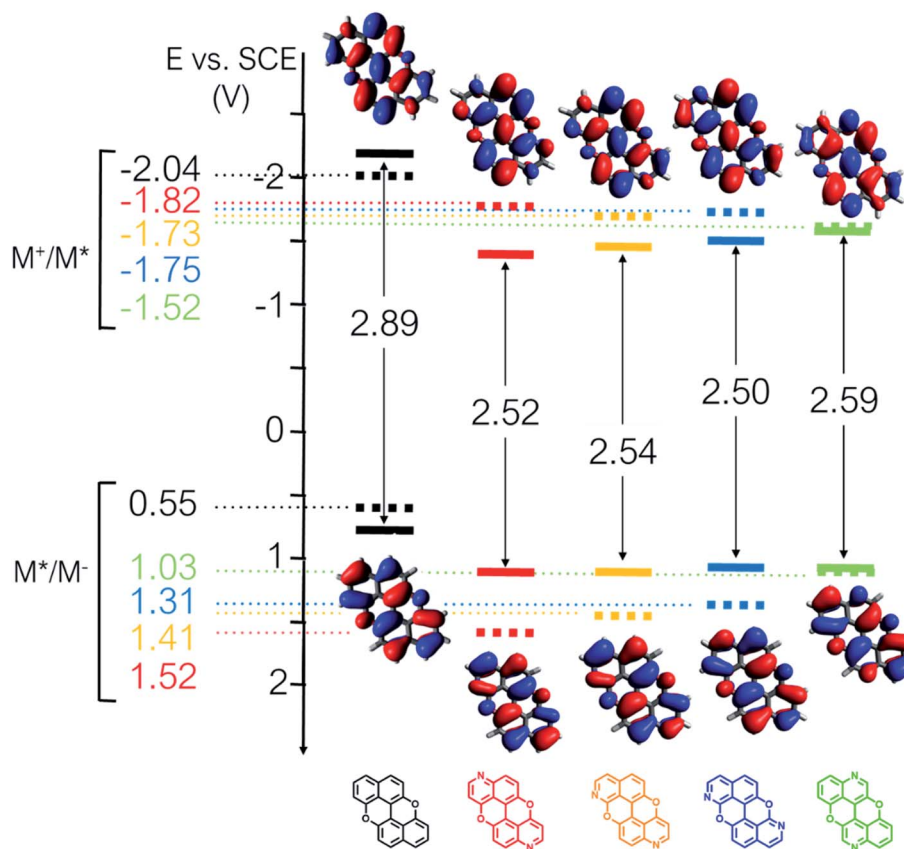 E vs. SCE
(V)
-2.04
-1.82
-1.73
-1.75
-1.52
M⁺/M*
-2
-1
0
1
2
2.89
2.52
2.54
2.50
2.59
M*/M-
0.55
1.03
1.31
1.41
1.52
O
O
N
O
O
N
N
O
O
N
N
O
O
N
N
O
O
N